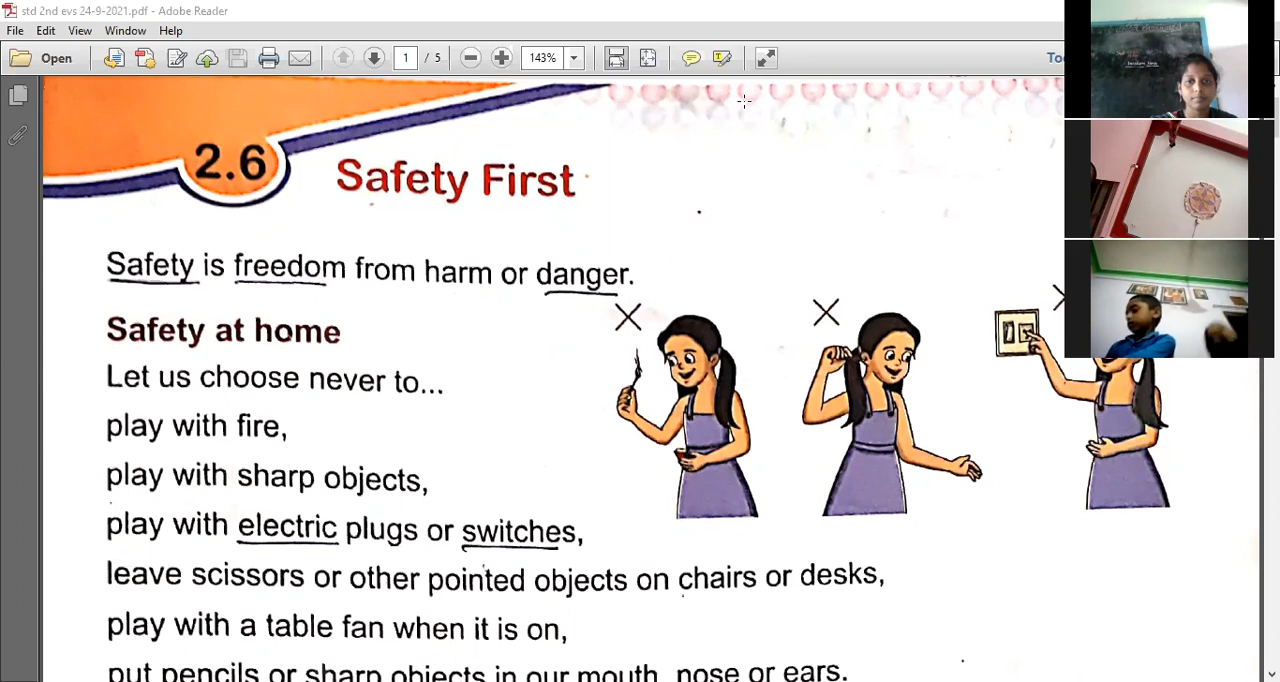 std 2nd evs 24-9-2021.pdf - Adobe Reader
File Edit View Window Help
Open 1 / 5 143% Too
2.6 Safety First
Safety is freedom from harm or danger.
Safety at home
Let us choose never to...
play with fire,
play with sharp objects,
play with electric plugs or switches,
leave scissors or other pointed objects on chairs or desks,
play with a table fan when it is on,
put pencils or sharp objects in our mouth, nose or ears.